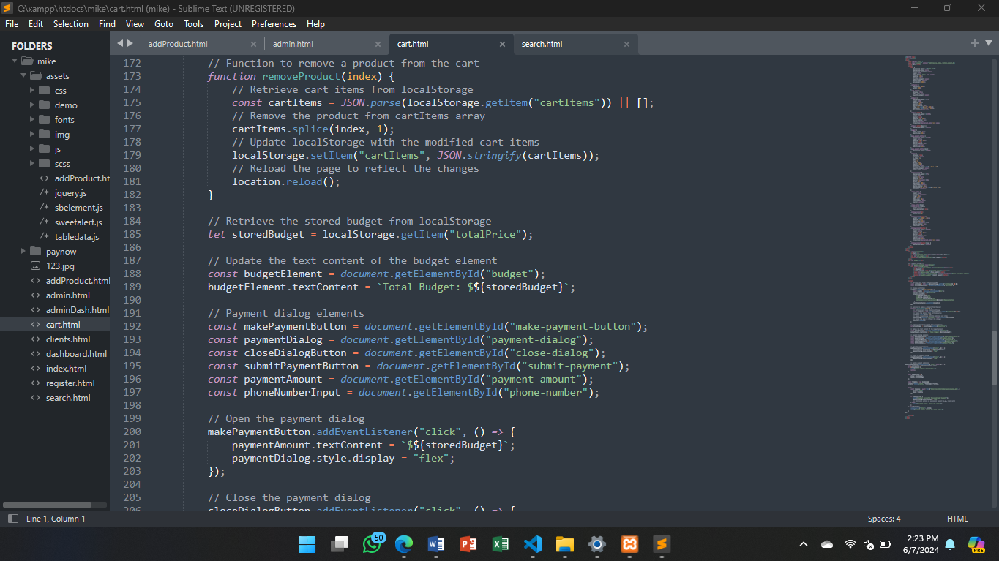 C:\xampp\htdocs\mike\cart.html (mike) - Sublime Text (UNREGISTERED)
File Edit Selection Find View Goto Tools Project Preferences Help
FOLDERS
mike
assets
css
demo
fonts
img
js
scss
addProduct.ht
jquery.js
sbelement.js
sweetalert.js
tabledata.js
paynow
123.jpg
addProduct.html
admin.html
adminDash.html
cart.html
clients.html
dashboard.html
index.html
register.html
search.html
addProduct.html admin.html cart.html search.html
172 // Function to remove a product from the cart
173 function removeProduct(index) {
174 // Retrieve cart items from localStorage
175 const cartItems = JSON.parse(localStorage.getItem("cartItems")) || [];
176 // Remove the product from cartItems array
177 cartItems.splice(index, 1);
178 // Update localStorage with the modified cart items
179 localStorage.setItem("cartItems", JSON.stringify(cartItems));
180 // Reload the page to reflect the changes
181 location.reload();
182 }
183
184 // Retrieve the stored budget from localStorage
185 let storedBudget = localStorage.getItem("totalPrice");
186
187 // Update the text content of the budget element
188 const budgetElement = document.getElementById("budget");
189 budgetElement.textContent = `Total Budget: $${storedBudget}`;
190
191 // Payment dialog elements
192 const makePaymentButton = document.getElementById("make-payment-button");
193 const paymentDialog = document.getElementById("payment-dialog");
194 const closeDialogButton = document.getElementById("close-dialog");
195 const submitPaymentButton = document.getElementById("submit-payment");
196 const paymentAmount = document.getElementById("payment-amount");
197 const phoneNumberInput = document.getElementById("phone-number");
198
199 // Open the payment dialog
200 makePaymentButton.addEventListener("click", () => {
201 paymentAmount.textContent = `$${storedBudget}`;
202 paymentDialog.style.display = "flex";
203 });
204
205 // Close the payment dialog
206 closeDialogButton.addEventListener("click", () => {
Line 1, Column 1 Spaces: 4 HTML
50
2:23 PM
6/7/2024
PRE